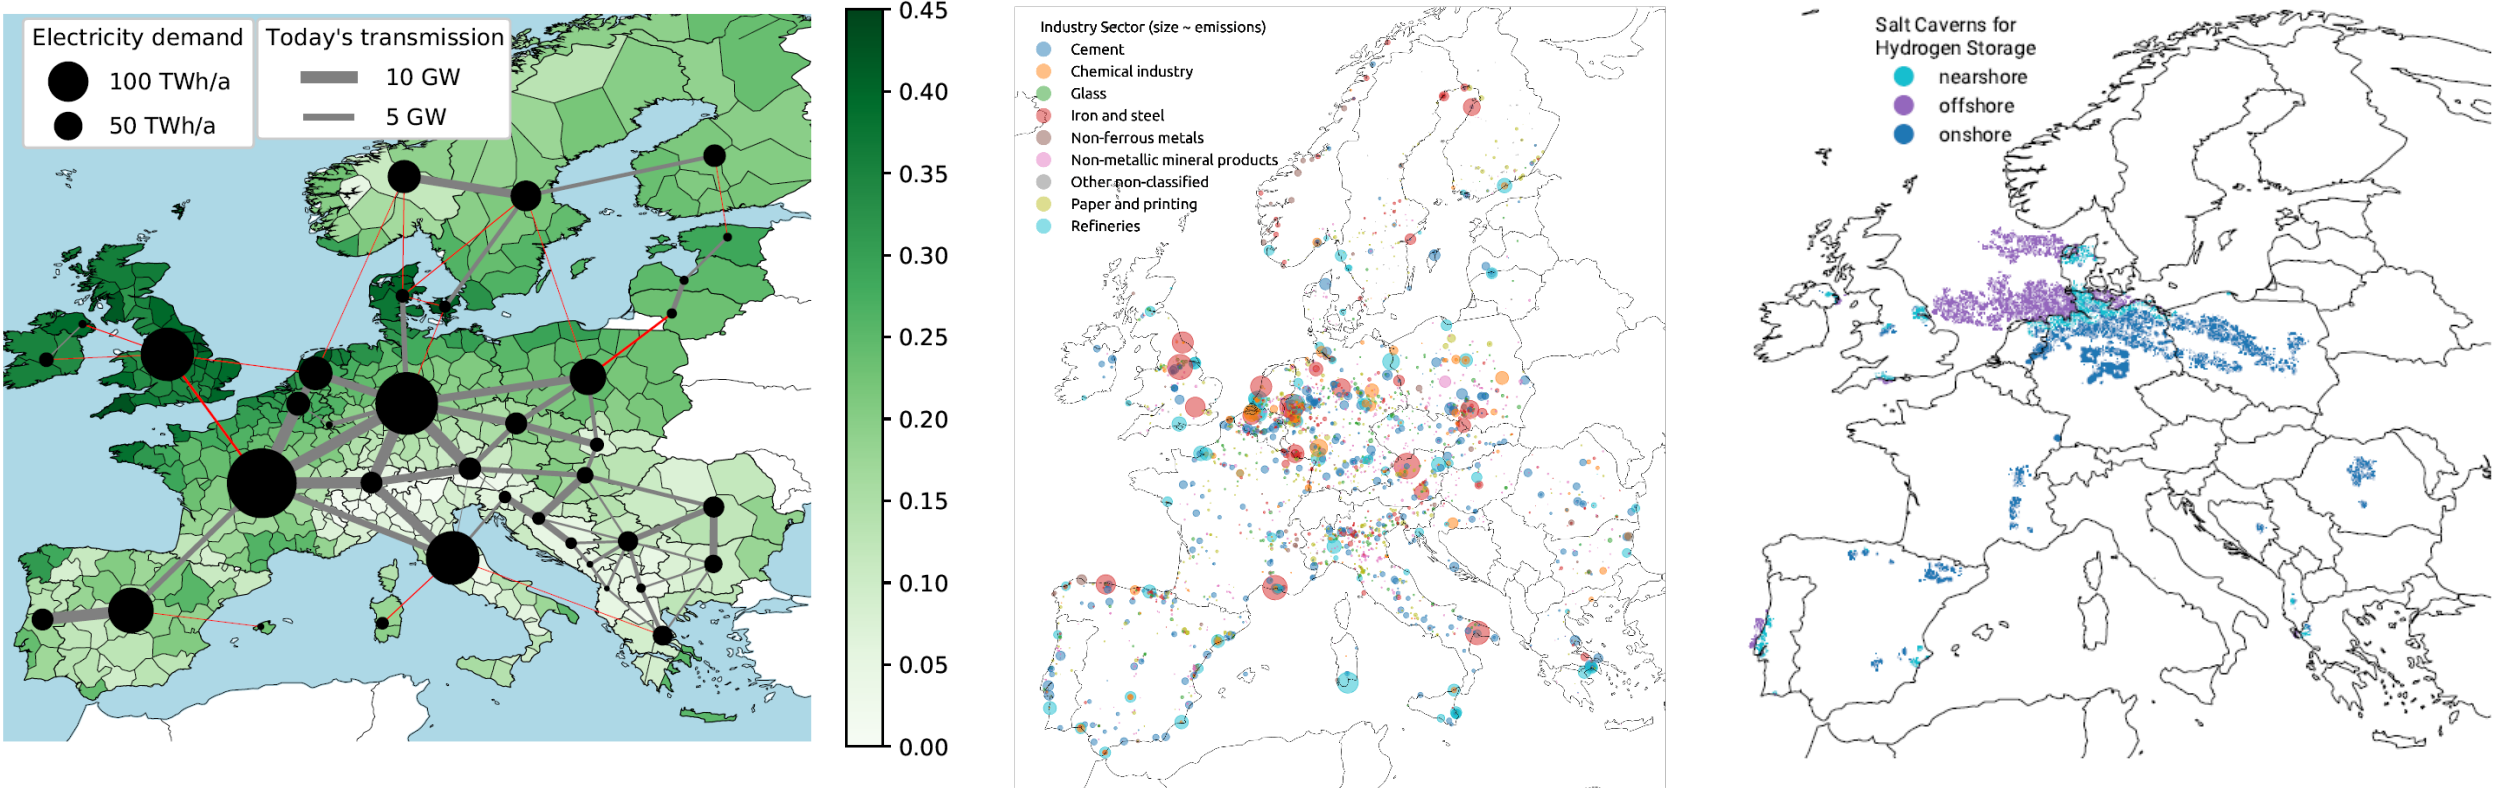 Electricity demand
100 TWh/a
50 TWh/a
Today's transmission
10 GW
5 GW
0.45
0.40
0.35
0.30
0.25
0.20
0.15
0.10
0.05
0.00
Industry Sector (size ~ emissions)
Cement
Chemical industry
Glass
Iron and steel
Non-ferrous metals
Non-metallic mineral products
Other non-classified
Paper and printing
Refineries
Salt Caverns for
Hydrogen Storage
nearshore
offshore
onshore